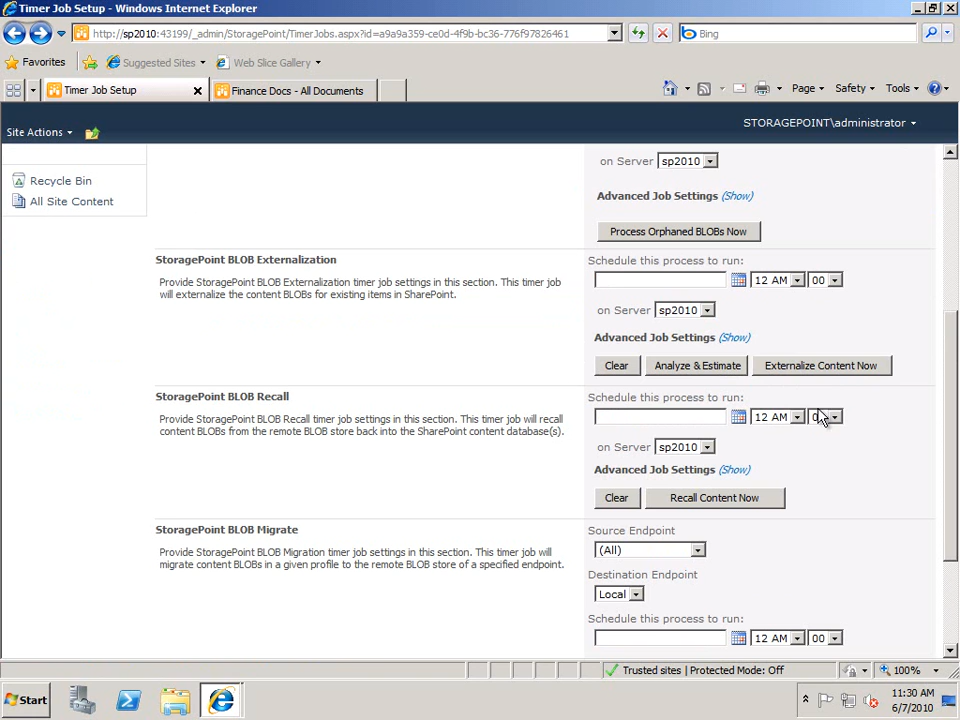 Timer Job Setup - Windows Internet Explorer
http://sp2010:43199/_admin/StoragePoint/TimerJobs.aspx?id=a9a9a359-ce0d-4f9b-bc36-776f97826461
Bing
Favorites
Suggested Sites
Web Slice Gallery
Timer Job Setup
Finance Docs - All Documents
Page
Safety
Tools
Site Actions
STORAGEPOINT\administrator
Recycle Bin
All Site Content
on Server sp2010
Advanced Job Settings (Show)
Process Orphaned BLOBs Now
StoragePoint BLOB Externalization
Provide StoragePoint BLOB Externalization timer job settings in this section. This timer job
will externalize the content BLOBs for existing items in SharePoint.
Schedule this process to run:
12 AM 00
on Server sp2010
Advanced Job Settings (Show)
Clear Analyze & Estimate Externalize Content Now
StoragePoint BLOB Recall
Provide StoragePoint BLOB Recall timer job settings in this section. This timer job will recall
content BLOBs from the remote BLOB store back into the SharePoint content database(s).
Schedule this process to run:
12 AM
on Server sp2010
Advanced Job Settings (Show)
Clear Recall Content Now
StoragePoint BLOB Migrate
Provide StoragePoint BLOB Migration timer job settings in this section. This timer job will
migrate content BLOBs in a given profile to the remote BLOB store of a specified endpoint.
Source Endpoint
(All)
Destination Endpoint
Local
Schedule this process to run:
12 AM 00
Trusted sites | Protected Mode: Off
100%
Start
11:30 AM
6/7/2010